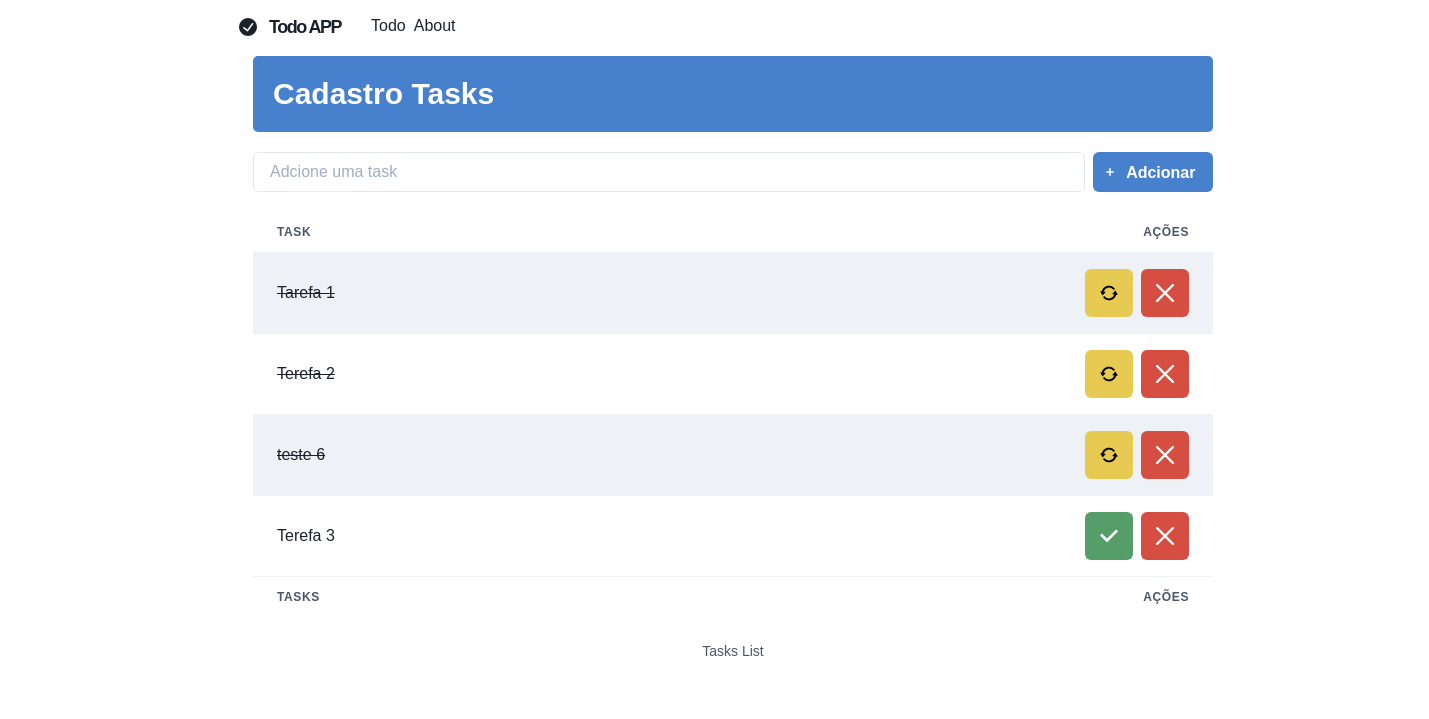 Todo APP Todo About
Cadastro Tasks
Adcione uma task
+ Adcionar
TASK AÇÕES
Tarefa 1
Terefa 2
teste 6
Terefa 3
TASKS AÇÕES
Tasks List